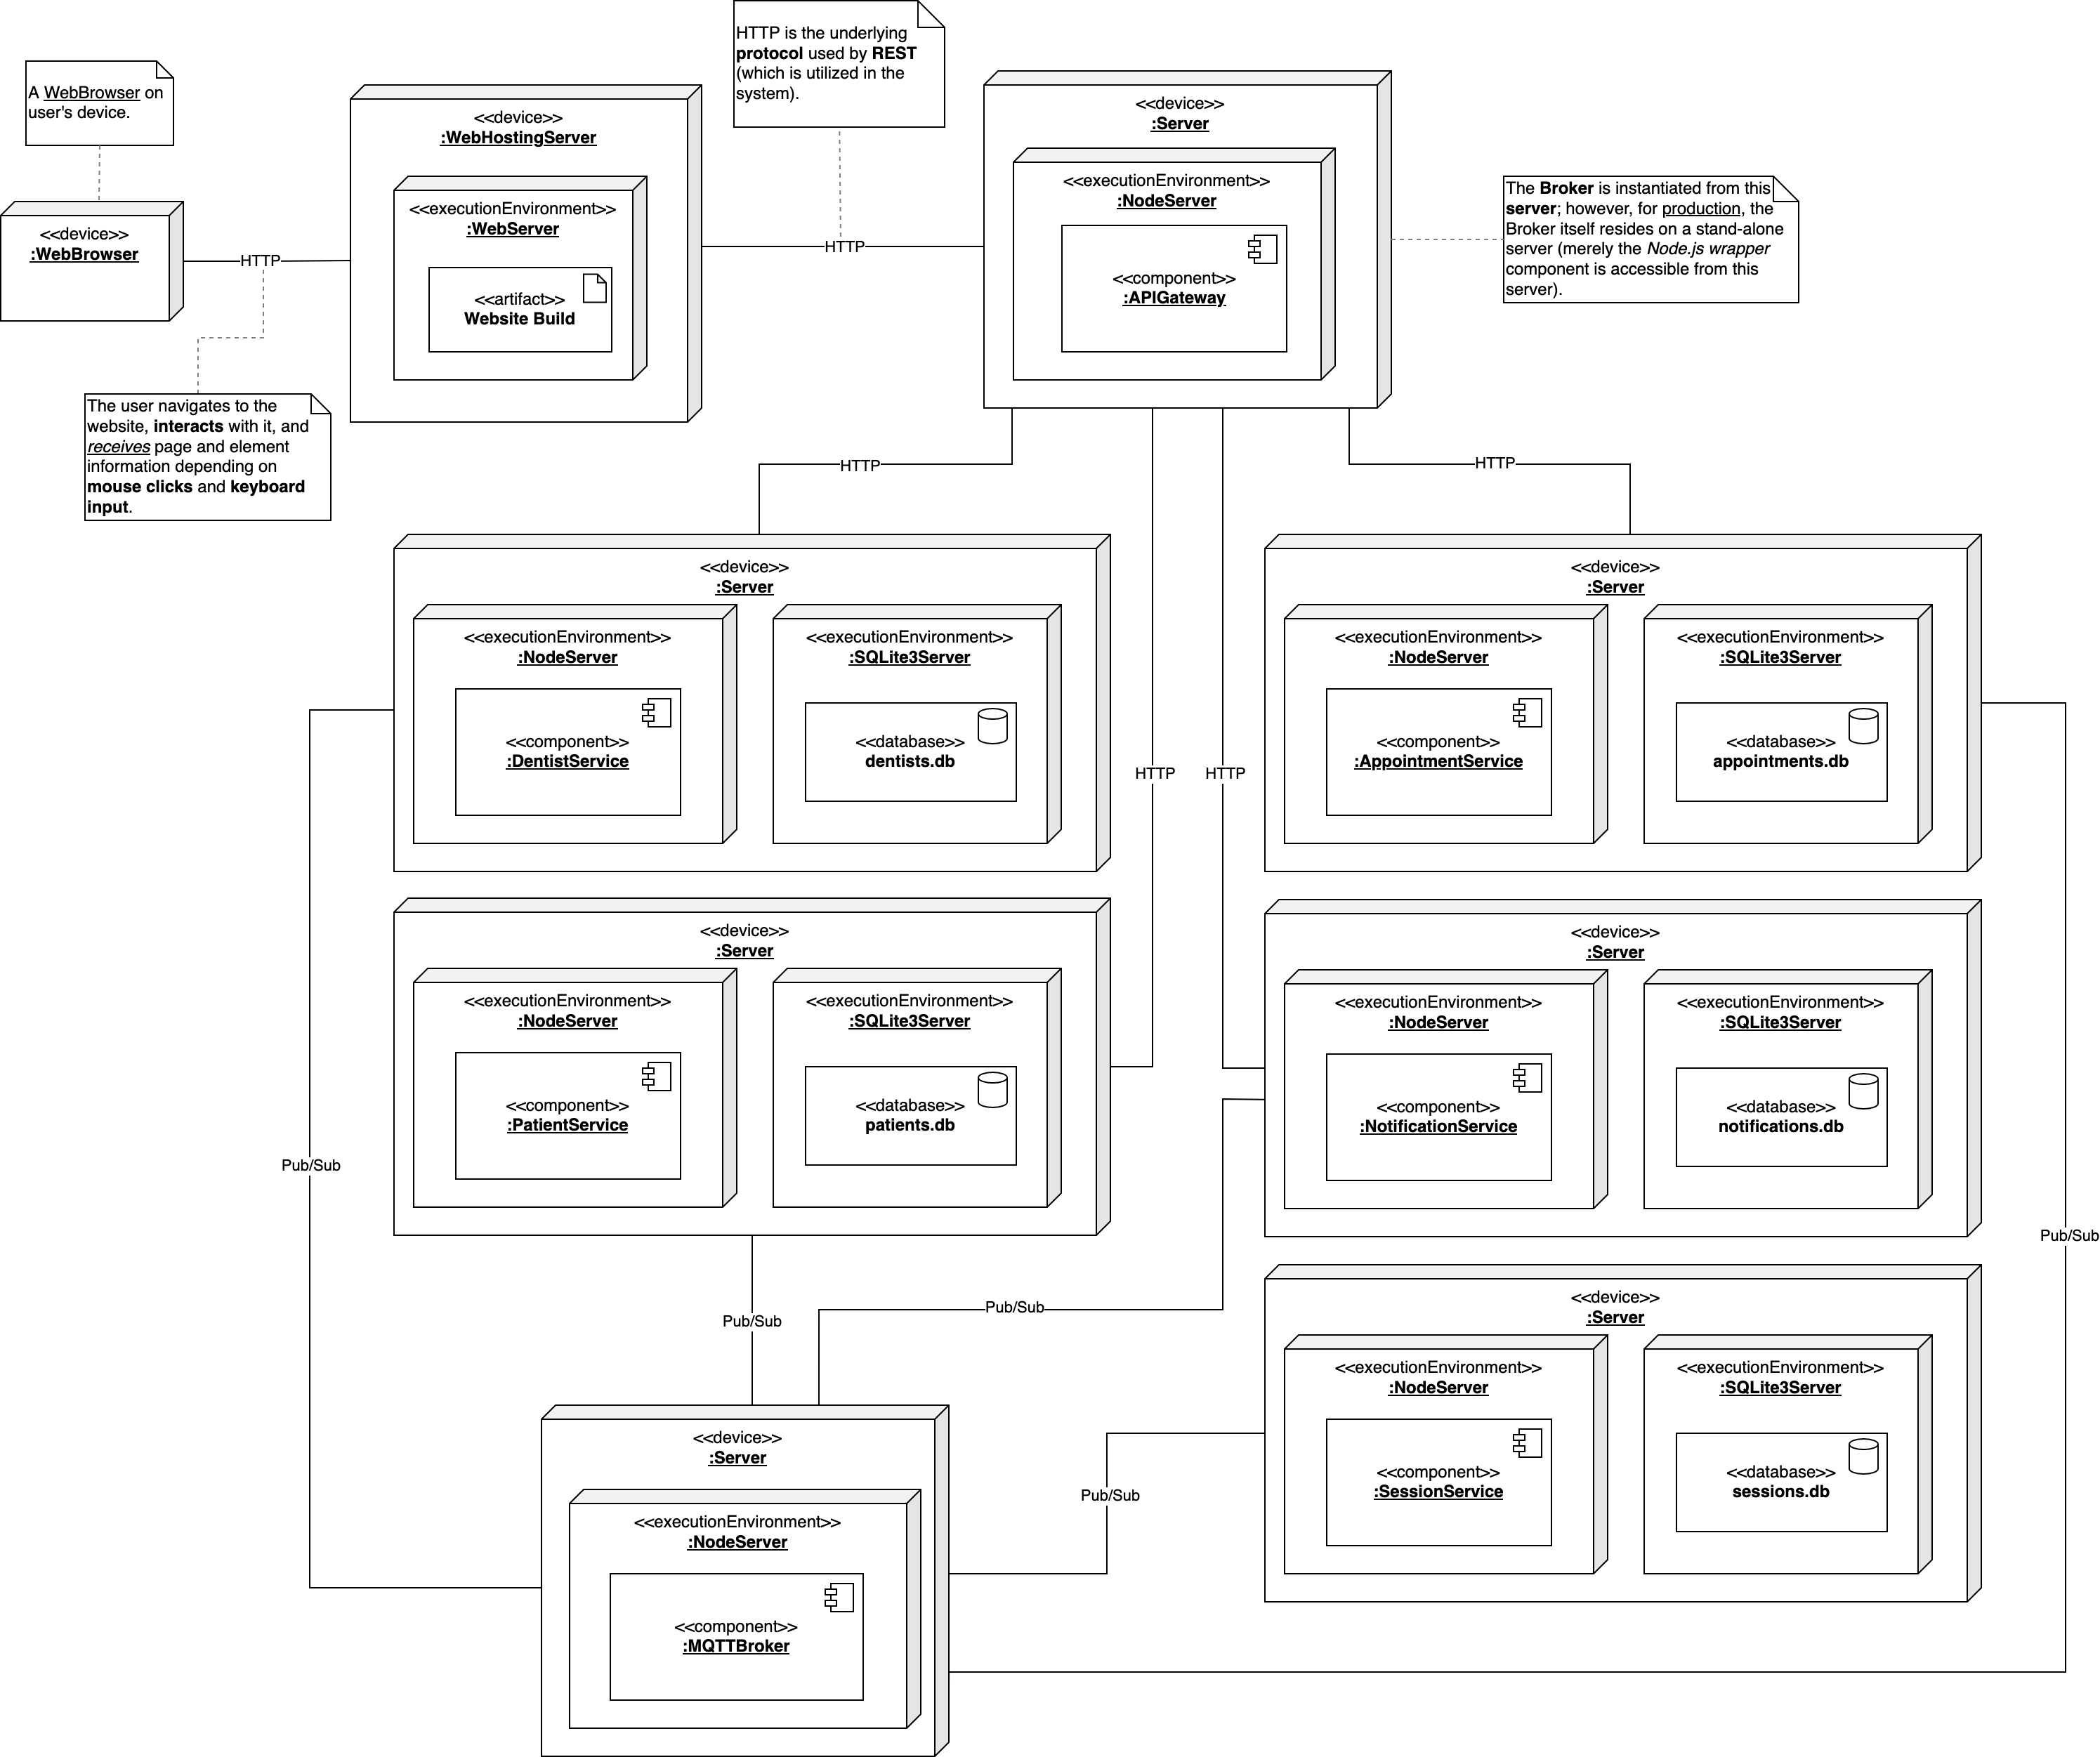 HTTP is the underlying
protocol used by REST
(which is utilized in the
system).
A WebBrowser on
user's device.
<<device>>
:WebHostingServer
<<device>>
:Server
<<executionEnvironment>>
:WebServer
<<executionEnvironment>>
:NodeServer
The Broker is instantiated from this
server; however, for production, the
Broker itself resides on a stand-alone
server (merely the Node.js wrapper
component is accessible from this
server).
<<device>>
:WebBrowser
HTTP
HTTP
<<artifact>>
Website Build
<<component>>
:APIGateway
The user navigates to the
website, interacts with it, and
receives page and element
information depending on
mouse clicks and keyboard
input.
HTTP
HTTP
<<device>>
:Server
<<executionEnvironment>>
:NodeServer
<<executionEnvironment>>
:SQLite3Server
<<component>>
:DentistService
<<database>>
dentists.db
HTTP
HTTP
<<device>>
:Server
<<executionEnvironment>>
:NodeServer
<<executionEnvironment>>
:SQLite3Server
<<component>>
:AppointmentService
<<database>>
appointments.db
<<device>>
:Server
<<executionEnvironment>>
:NodeServer
<<executionEnvironment>>
:SQLite3Server
<<component>>
:PatientService
<<database>>
patients.db
<<device>>
:Server
<<executionEnvironment>>
:NodeServer
<<executionEnvironment>>
:SQLite3Server
<<component>>
:NotificationService
<<database>>
notifications.db
Pub/Sub
Pub/Sub
Pub/Sub
Pub/Sub
<<device>>
:Server
<<executionEnvironment>>
:NodeServer
<<executionEnvironment>>
:SQLite3Server
<<component>>
:SessionService
<<database>>
sessions.db
Pub/Sub
<<device>>
:Server
<<executionEnvironment>>
:NodeServer
<<component>>
:MQTTBroker